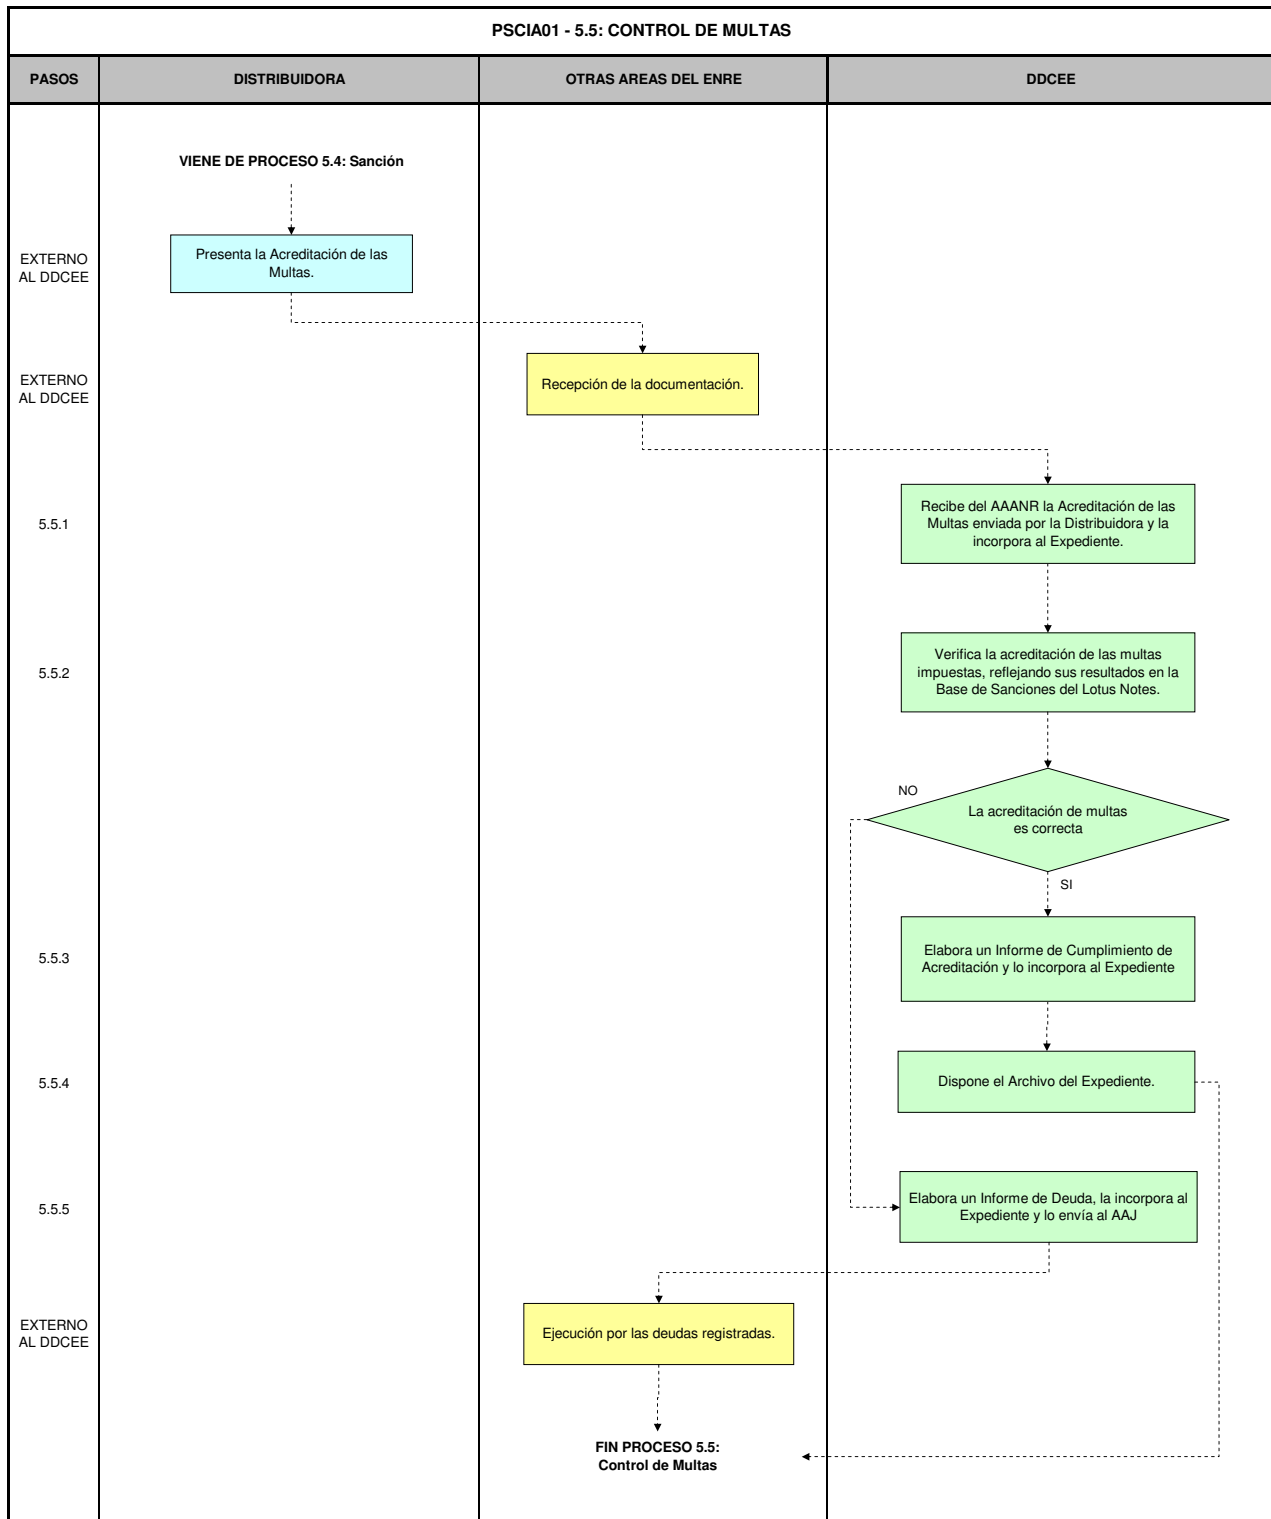 PSCIA01 - 5.5: CONTROL DE MULTAS
PASOS
DISTRIBUIDORA
OTRAS AREAS DEL ENRE
DDCEE
VIENE DE PROCESO 5.4: Sanción
EXTERNO
AL DDCEE
Presenta la Acreditación de las
Multas.
EXTERNO
AL DDCEE
Recepción de la documentación.
5.5.1
Recibe del AAANR la Acreditación de las
Multas enviada por la Distribuidora y la
incorpora al Expediente.
5.5.2
Verifica la acreditación de las multas
impuestas, reflejando sus resultados en la
Base de Sanciones del Lotus Notes.
NO
La acreditación de multas
es correcta
SI
5.5.3
Elabora un Informe de Cumplimiento de
Acreditación y lo incorpora al Expediente
5.5.4
Dispone el Archivo del Expediente.
5.5.5
Elabora un Informe de Deuda, la incorpora al
Expediente y lo envía al AAJ
EXTERNO
AL DDCEE
Ejecución por las deudas registradas.
FIN PROCESO 5.5:
Control de Multas